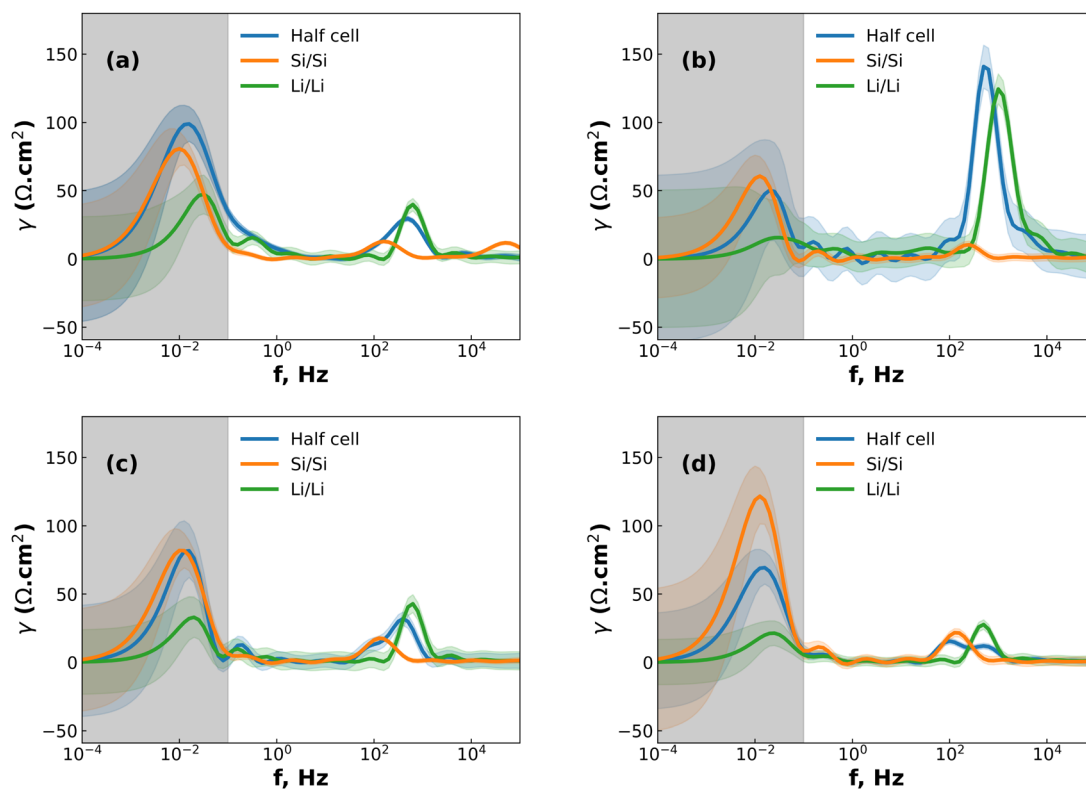 (a)
Half cell
Si/Si
Li/Li
150
100
50
0
−50
γ (Ω.cm²)
10⁻⁴ 10⁻² 10⁰ 10² 10⁴
f, Hz
(b)
Half cell
Si/Si
Li/Li
150
100
50
0
−50
γ (Ω.cm²)
10⁻⁴ 10⁻² 10⁰ 10² 10⁴
f, Hz
(c)
Half cell
Si/Si
Li/Li
150
100
50
0
−50
γ (Ω.cm²)
10⁻⁴ 10⁻² 10⁰ 10² 10⁴
f, Hz
(d)
Half cell
Si/Si
Li/Li
150
100
50
0
−50
γ (Ω.cm²)
10⁻⁴ 10⁻² 10⁰ 10² 10⁴
f, Hz